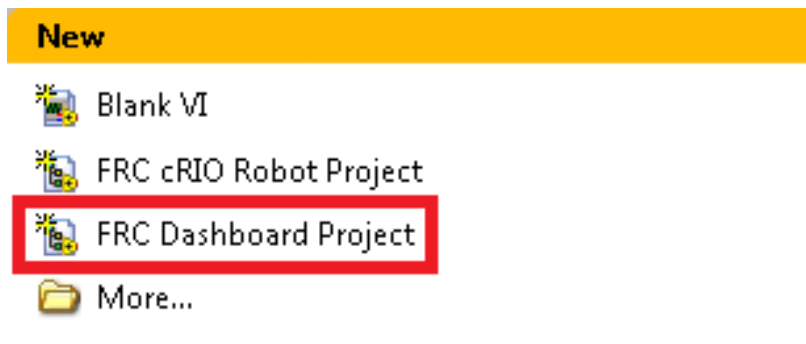 New
Blank VI
FRC cRIO Robot Project
FRC Dashboard Project
More...